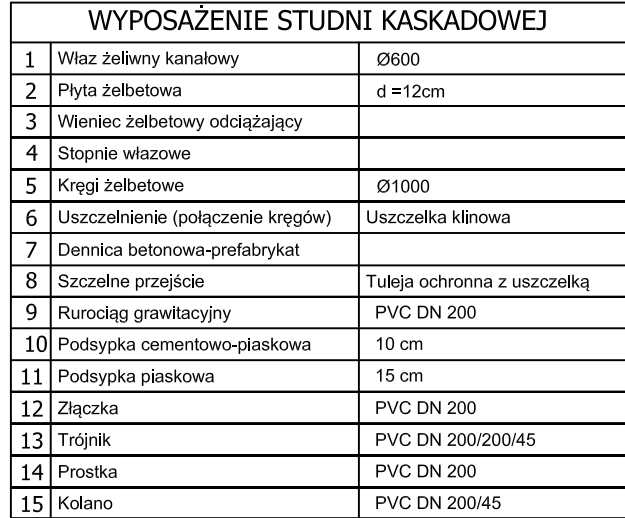 WYPOSAŻENIE STUDNI KASKADOWEJ
1 Właz żeliwny kanałowy Ø600
2 Płyta żelbetowa d =12cm
3 Wieniec żelbetowy odciążający
4 Stopnie włazowe
5 Kręgi żelbetowe Ø1000
6 Uszczelnienie (połączenie kręgów) Uszczelka klinowa
7 Dennica betonowa-prefabrykat
8 Szczelne przejście Tuleja ochronna z uszczelką
9 Rurociąg grawitacyjny PVC DN 200
10 Podsypka cementowo-piaskowa 10 cm
11 Podsypka piaskowa 15 cm
12 Złączka PVC DN 200
13 Trójnik PVC DN 200/200/45
14 Prostka PVC DN 200
15 Kolano PVC DN 200/45